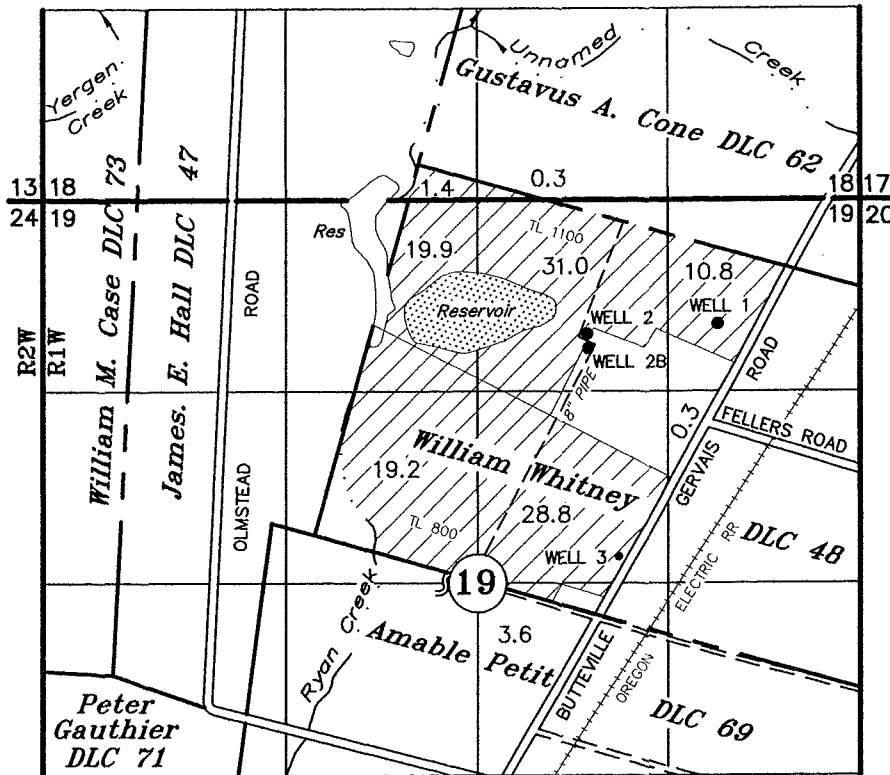 Yergen
Creek
Unnamed
Creek
Gustavus A. Cone DLC 62
13 18
24 19
18 17
19 20
1.4
0.3
Res
TL 1100
19.9
31.0
10.8
Reservoir
WELL 1
WELL 2
WELL 2B
8" PIPE
R2W
R1W
William M. Case DLC 73
James. E. Hall DLC 47
OLMSTEAD
ROAD
ROAD
GERVAIS
0.3
FELLERS ROAD
William Whitney
19.2
28.8
TL 800
WELL 3
DLC 48
ELECTRIC RR
OREGON
19
Ryan Creek
3.6
Amable Petit
BUTTEVILLE
DLC 69
Peter
Gauthier
DLC 71